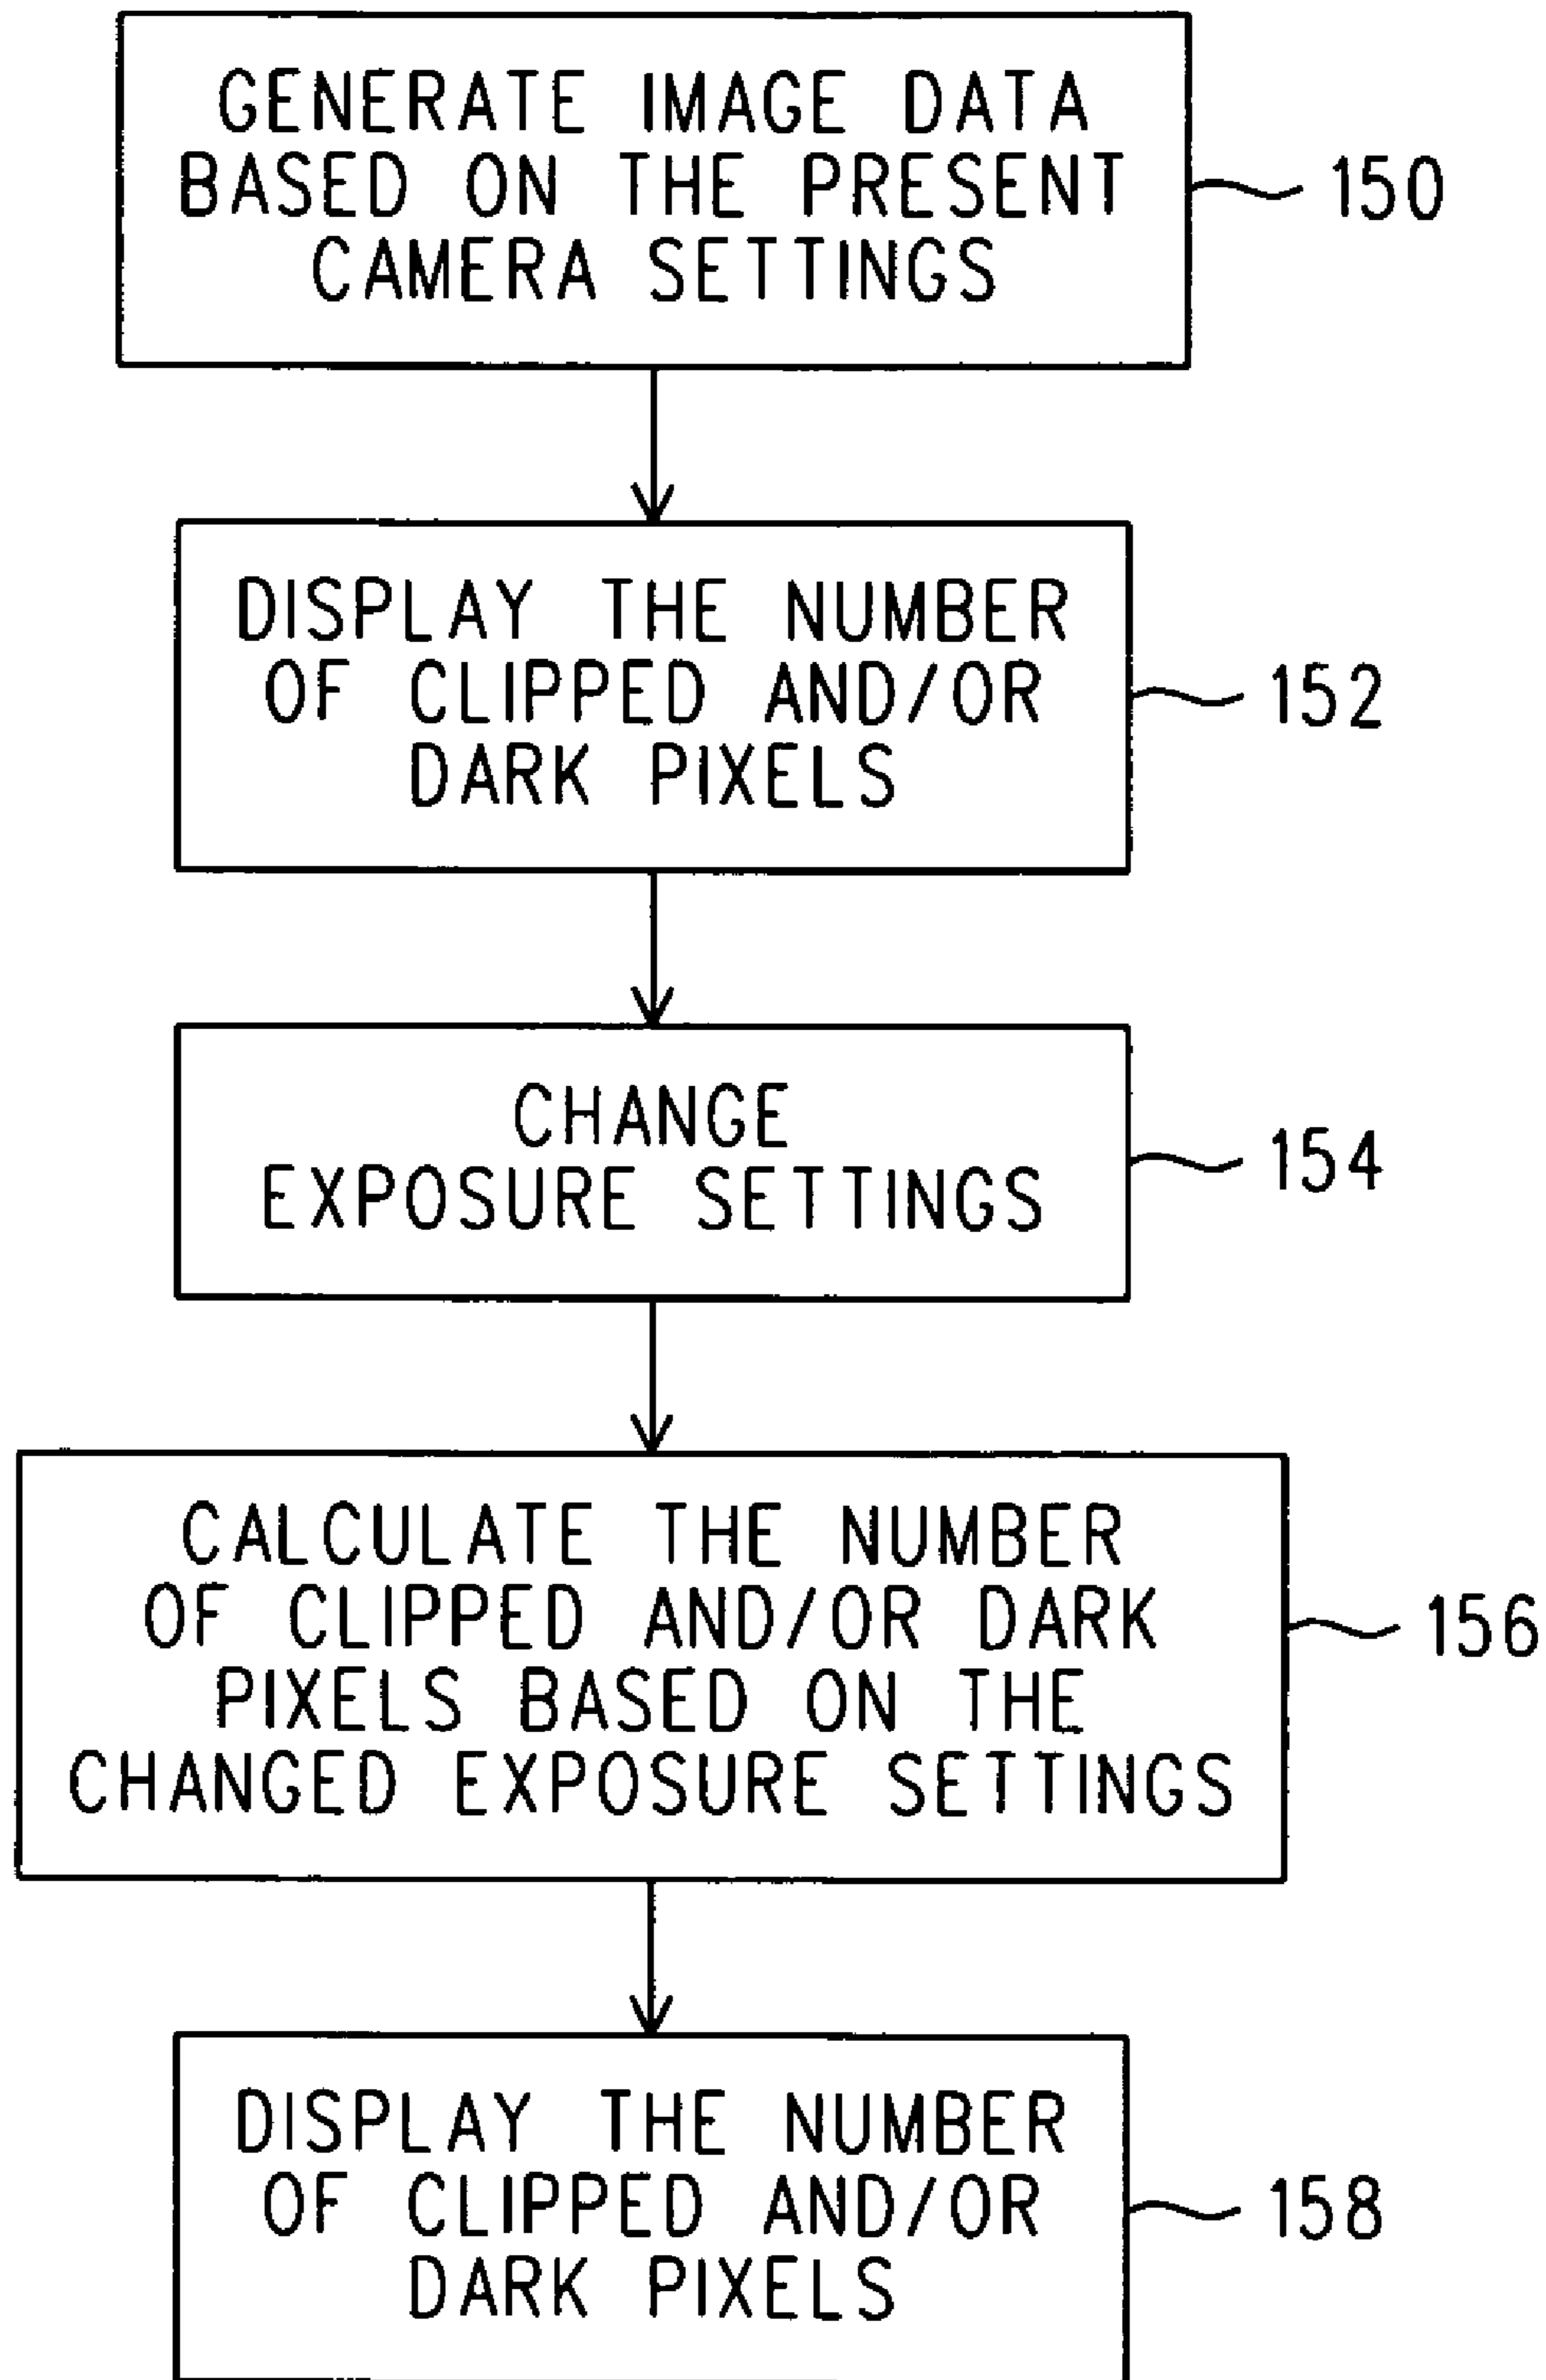 GENERATE IMAGE DATA
BASED ON THE PRESENT
CAMERA SETTINGS
150
DISPLAY THE NUMBER
OF CLIPPED AND/OR
DARK PIXELS
152
CHANGE
EXPOSURE SETTINGS
154
CALCULATE THE NUMBER
OF CLIPPED AND/OR DARK
PIXELS BASED ON THE
CHANGED EXPOSURE SETTINGS
156
DISPLAY THE NUMBER
OF CLIPPED AND/OR
DARK PIXELS
158